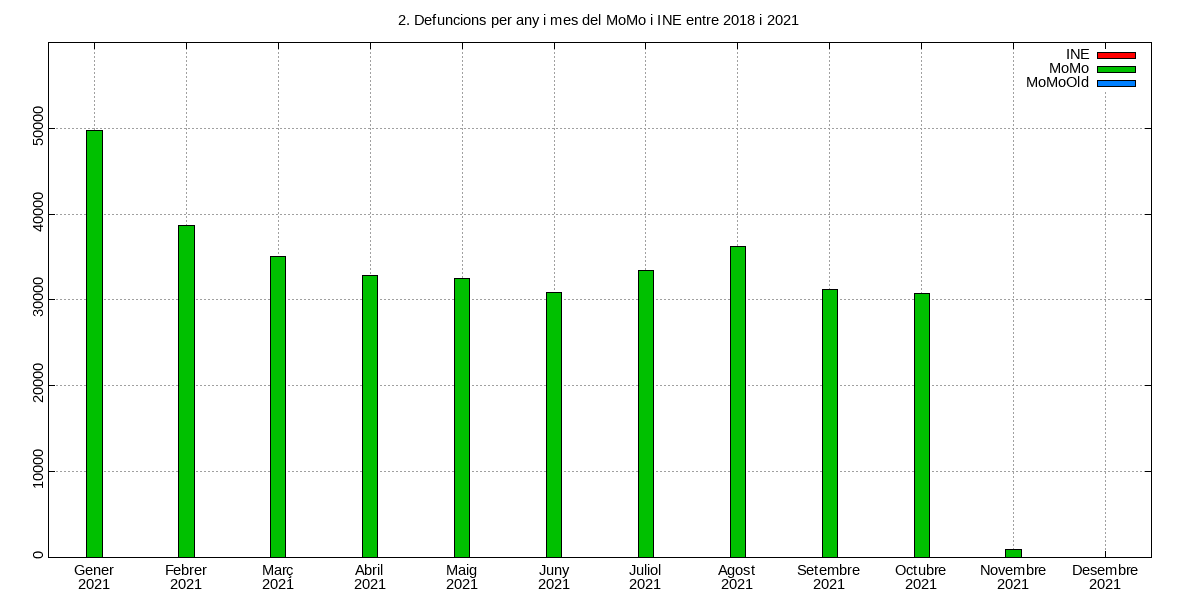 2. Defuncions per any i mes del MoMo i INE entre 2018 i 2021
INE
MoMo
MoMoOld
50000
40000
30000
20000
10000
0
Gener Febrer Març Abril Maig Juny Juliol Agost Setembre Octubre Novembre Desembre
2021 2021 2021 2021 2021 2021 2021 2021 2021 2021 2021 2021